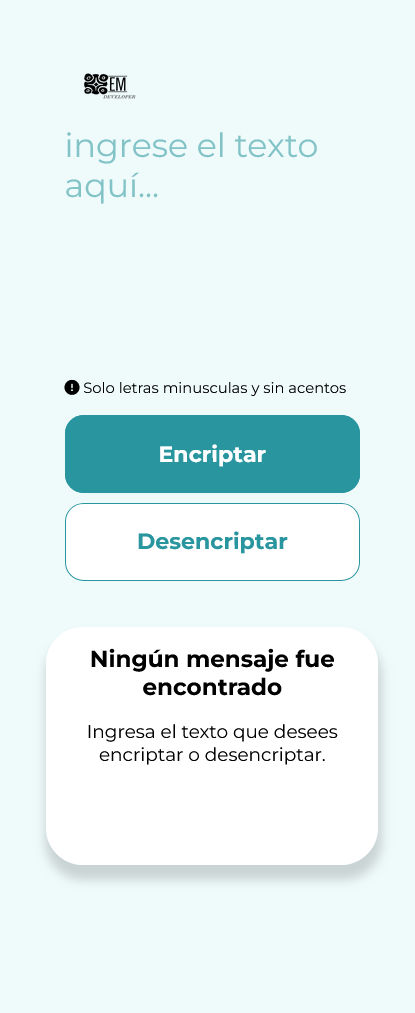 EM
DEVELOPER
ingrese el texto
aquí...
Solo letras minusculas y sin acentos
Encriptar
Desencriptar
Ningún mensaje fue
encontrado
Ingresa el texto que desees
encriptar o desencriptar.